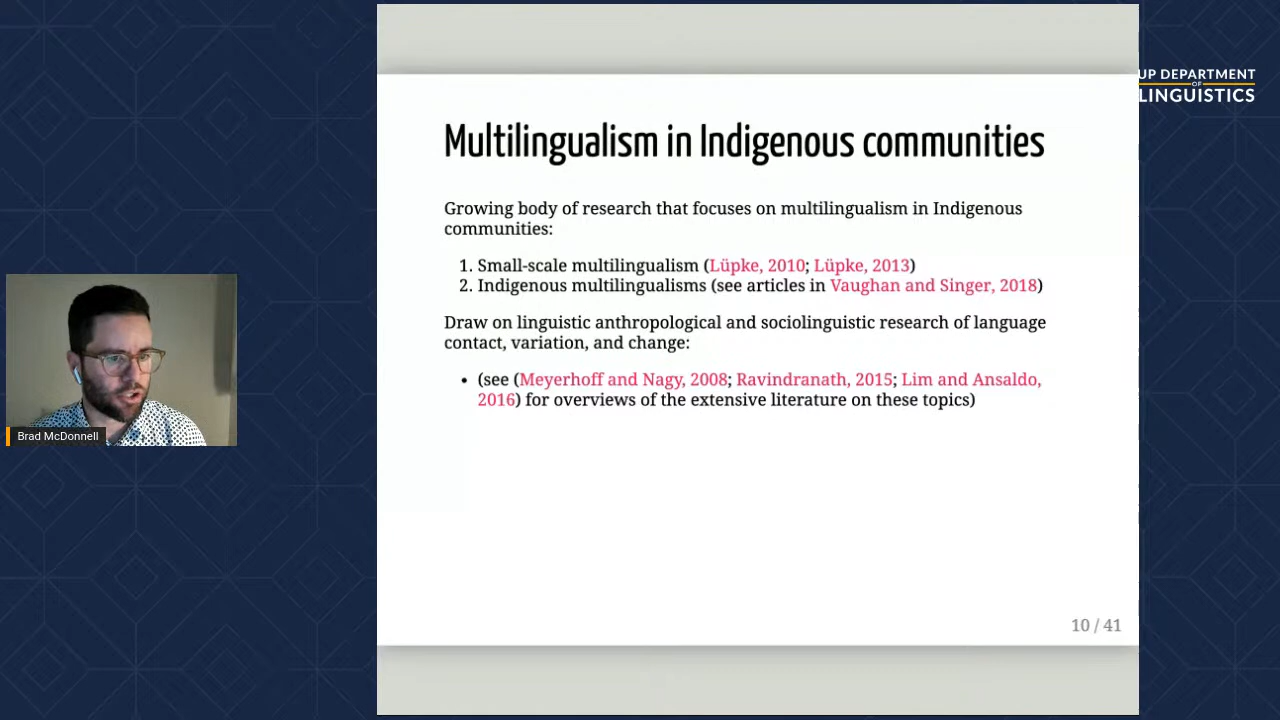 UP DEPARTMENT
OF
LINGUISTICS
Multilingualism in Indigenous communities
Growing body of research that focuses on multilingualism in Indigenous
communities:
1. Small-scale multilingualism (Lüpke, 2010; Lüpke, 2013)
2. Indigenous multilingualisms (see articles in Vaughan and Singer, 2018)
Draw on linguistic anthropological and sociolinguistic research of language
contact, variation, and change:
• (see (Meyerhoff and Nagy, 2008; Ravindranath, 2015; Lim and Ansaldo,
2016) for overviews of the extensive literature on these topics)
Brad McDonnell
10 / 41